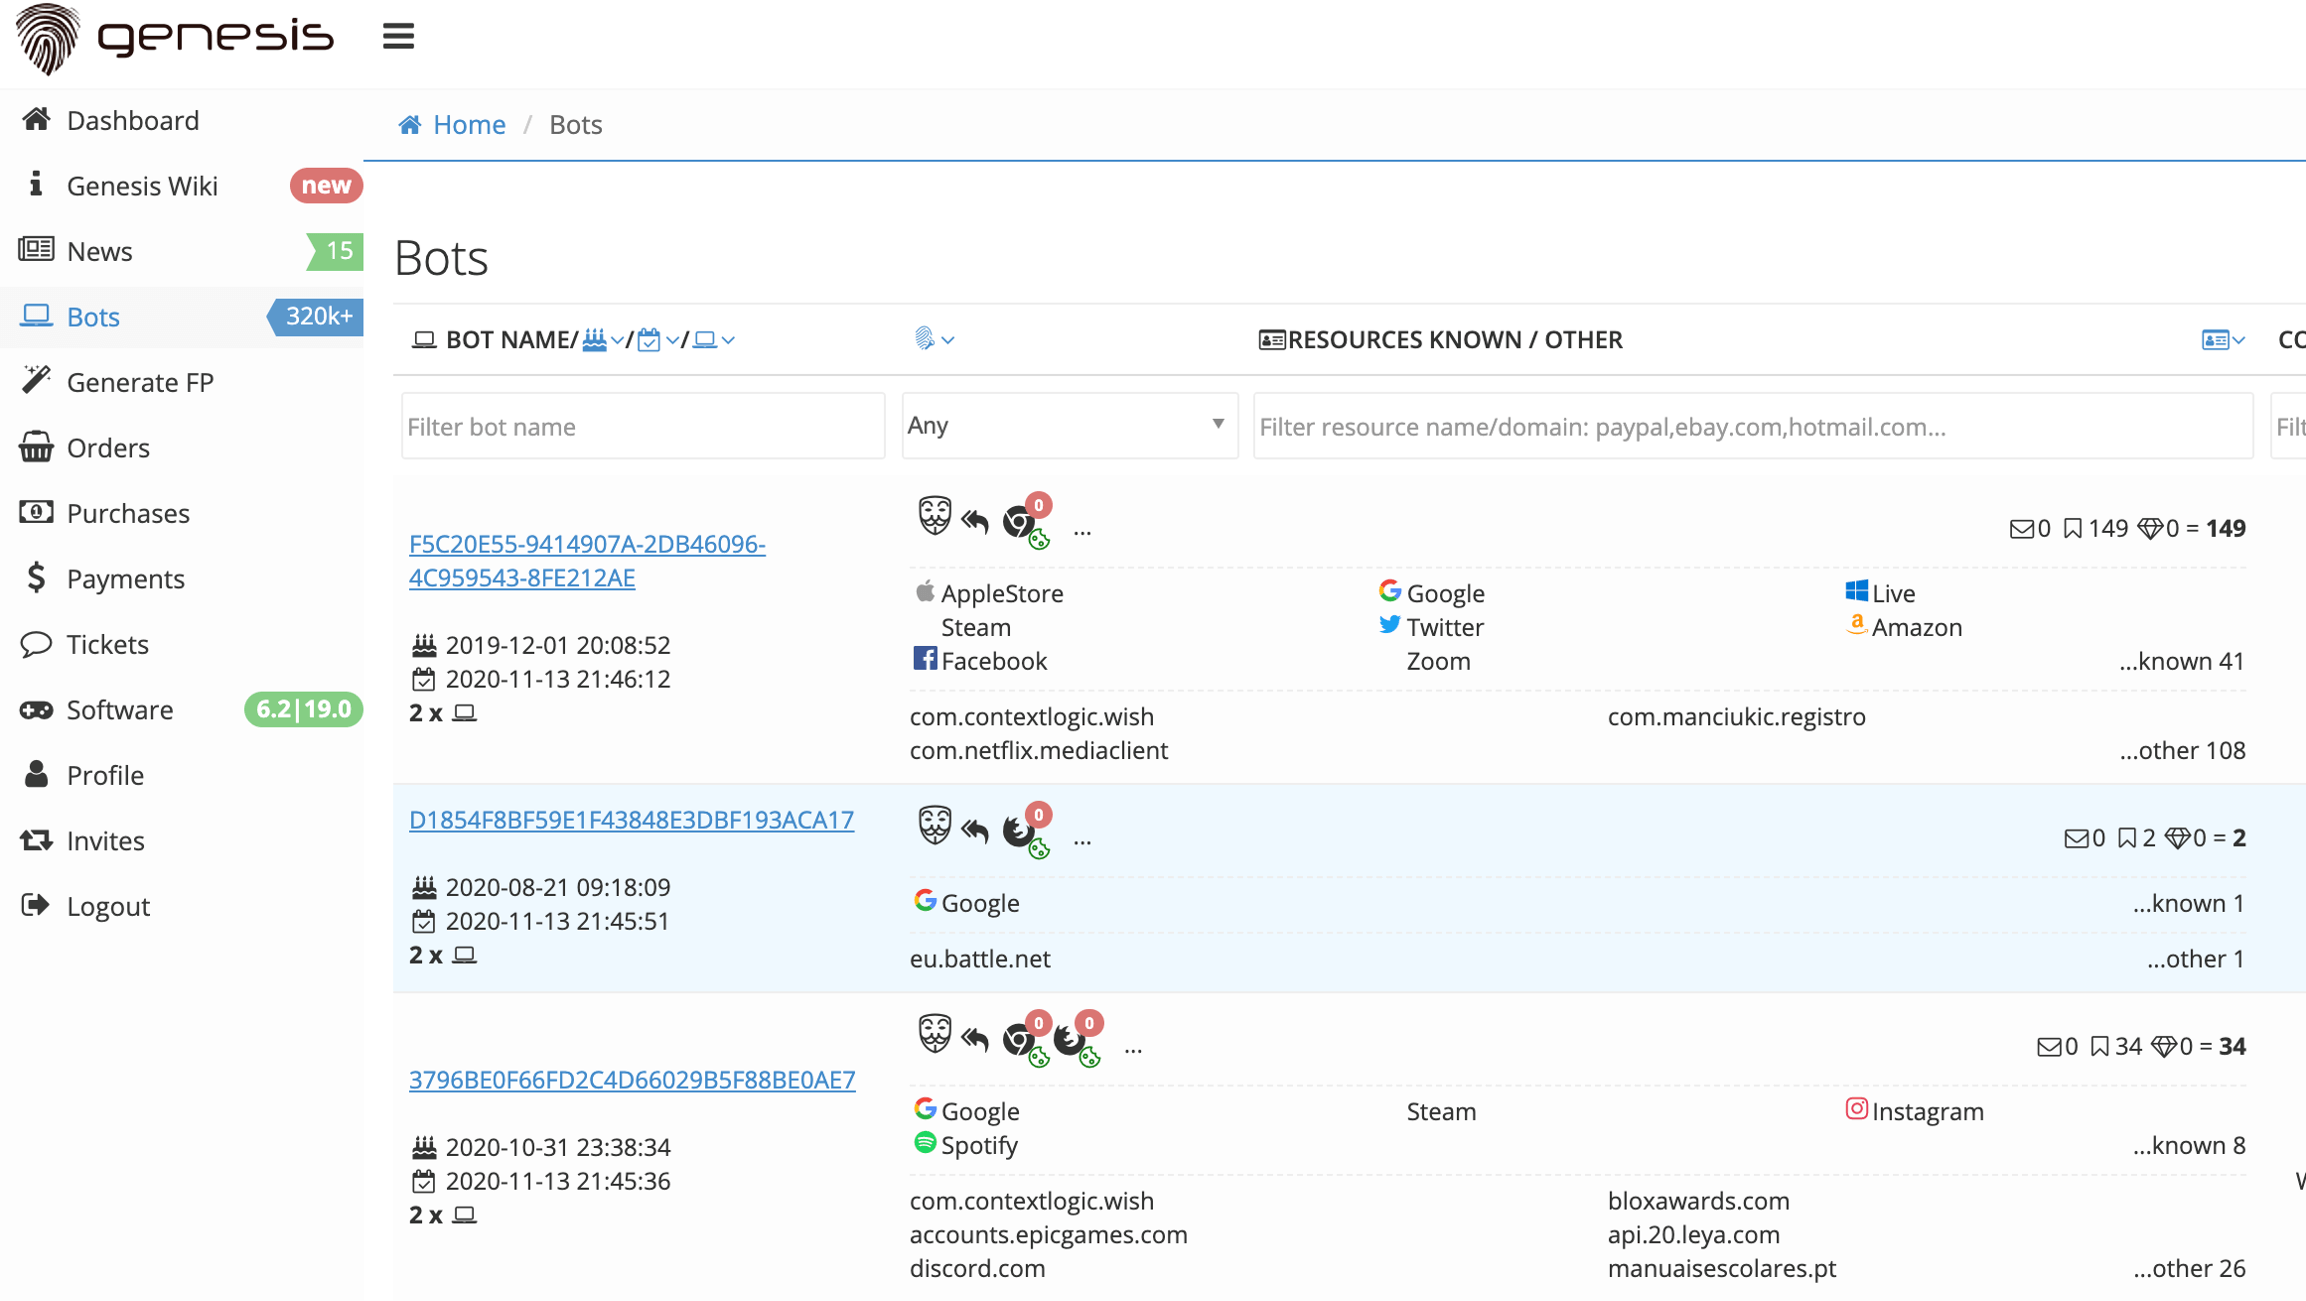 genesis
Dashboard
Genesis Wiki new
News 15
Bots 320k+
Generate FP
Orders
Purchases
Payments
Tickets
Software 6.2|19.0
Profile
Invites
Logout
Home / Bots
Bots
BOT NAME/ / /
RESOURCES KNOWN / OTHER
CO
Filter bot name
Any
Filter resource name/domain: paypal,ebay.com,hotmail.com...
Filt
F5C20E55-9414907A-2DB46096-
4C959543-8FE212AE
2019-12-01 20:08:52
2020-11-13 21:46:12
2 x
0 ...
0 149 0 = 149
AppleStore Google Live
Steam Twitter Amazon
Facebook Zoom ...known 41
com.contextlogic.wish com.manciukic.registro
com.netflix.mediaclient ...other 108
D1854F8BF59E1F43848E3DBF193ACA17
2020-08-21 09:18:09
2020-11-13 21:45:51
2 x
0 ...
0 2 0 = 2
Google ...known 1
eu.battle.net ...other 1
3796BE0F66FD2C4D66029B5F88BE0AE7
2020-10-31 23:38:34
2020-11-13 21:45:36
2 x
0 0 ...
0 34 0 = 34
Google Steam Instagram
Spotify ...known 8
com.contextlogic.wish bloxawards.com
accounts.epicgames.com api.20.leya.com
discord.com manuaisescolares.pt ...other 26